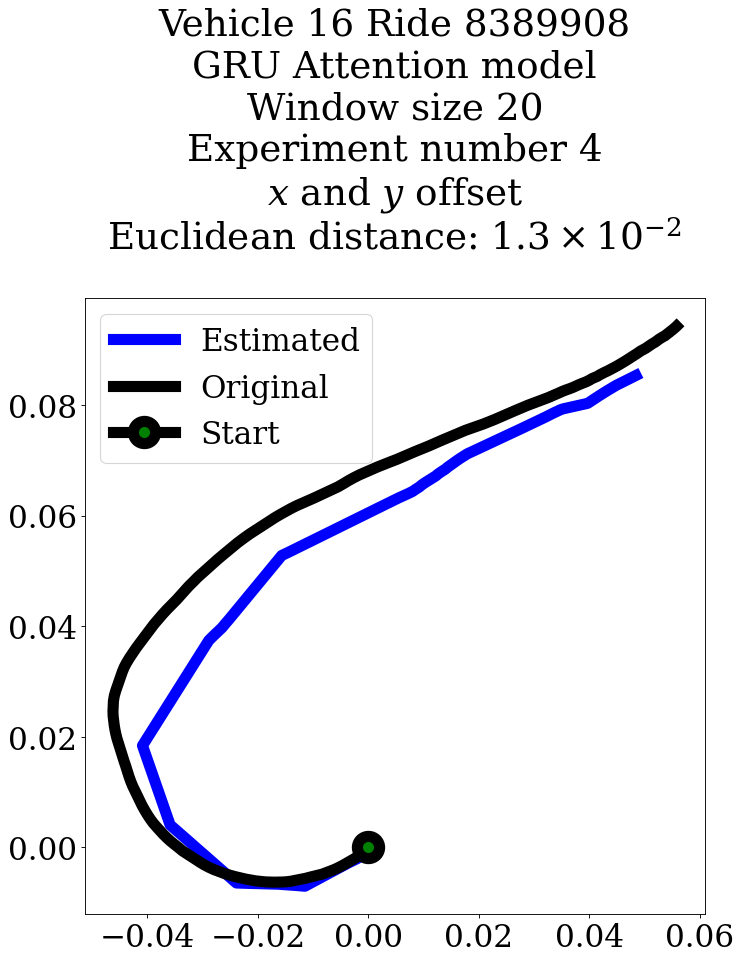 Vehicle 16 Ride 8389908
GRU Attention model
Window size 20
Experiment number 4
x and y offset
Euclidean distance: 1.3 × 10⁻²
Estimated
Original
Start
0.08
0.06
0.04
0.02
0.00
−0.04 −0.02 0.00 0.02 0.04 0.06